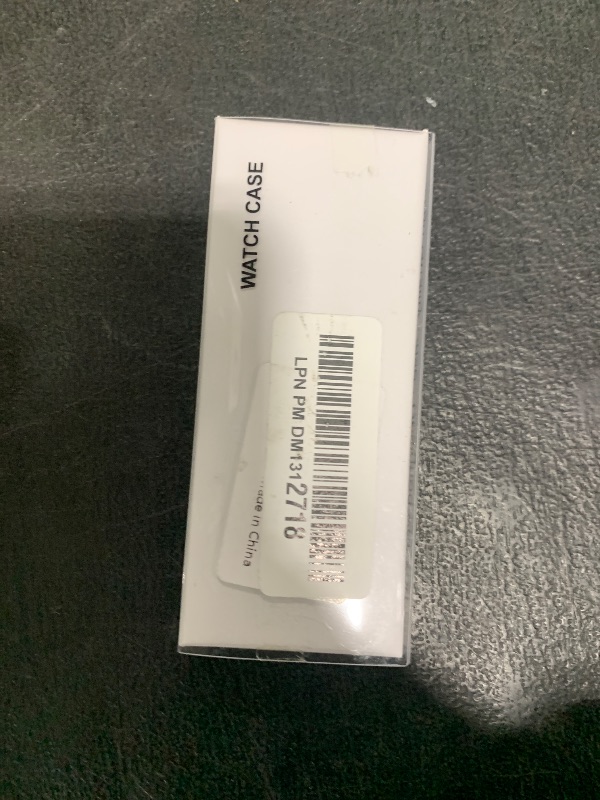 WATCH CASE
LPN PM DM1312718
Made in China